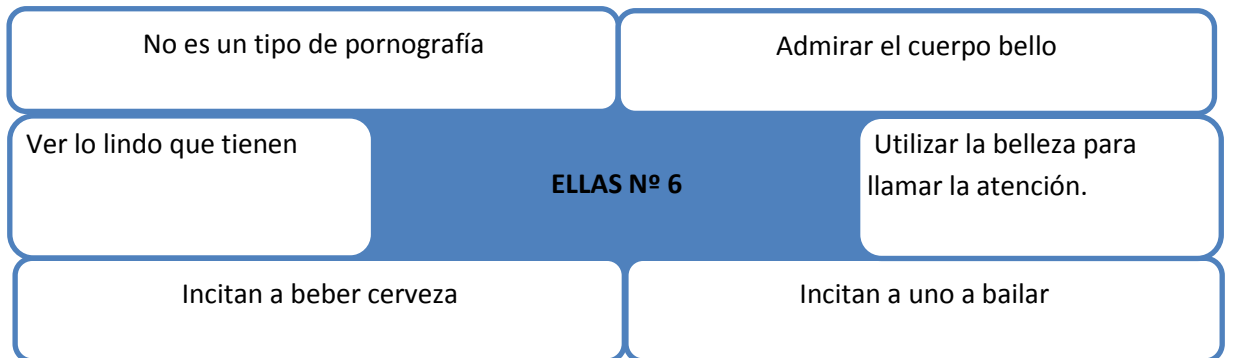 No es un tipo de pornografía
Admirar el cuerpo bello
Ver lo lindo que tienen
ELLAS Nº 6
Utilizar la belleza para
llamar la atención.
Incitan a beber cerveza
Incitan a uno a bailar